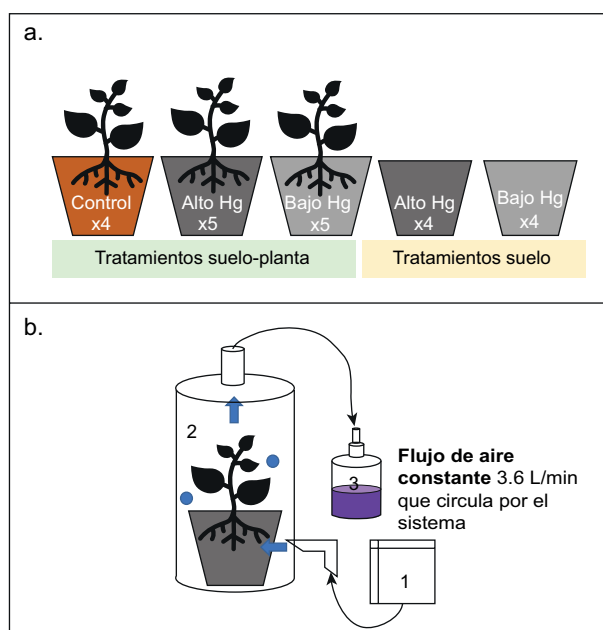 a.
Control
x4
Alto Hg
x5
Bajo Hg
x5
Alto Hg
x4
Bajo Hg
x4
Tratamientos suelo-planta
Tratamientos suelo
b.
2
3
Flujo de aire
constante 3.6 L/min
que circula por el
sistema
1